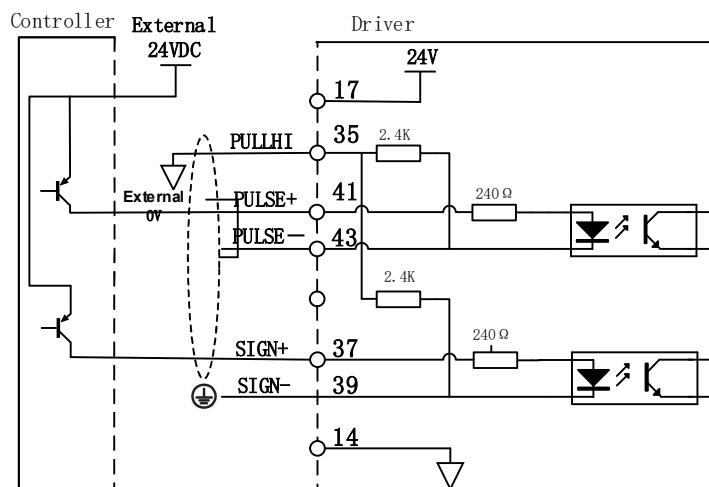 Controller
External
24VDC
Driver
24V
17
PULLHI
35
2.4K
External
0V
PULSE+
41
240Ω
PULSE—
43
2.4K
SIGN+
37
240Ω
SIGN-
39
14